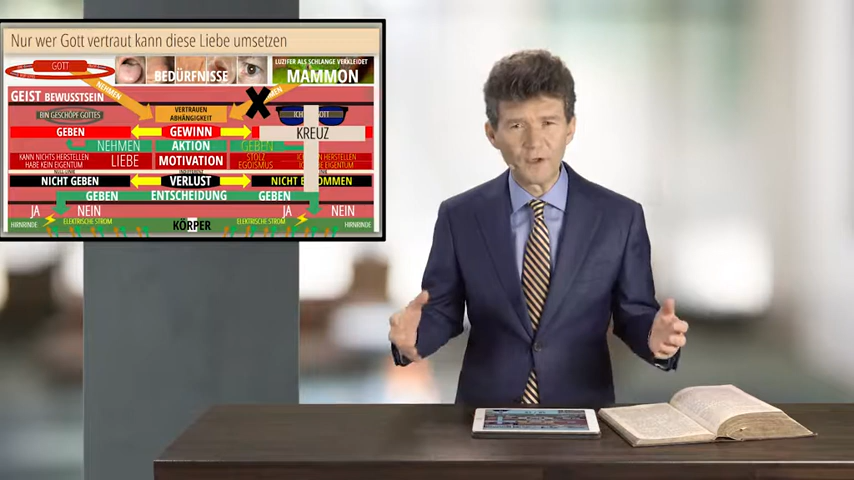 Nur wer Gott vertraut kann diese Liebe umsetzen
GOTT
BEDÜRFNISSE
LUZIFER ALS SCHLANGE VERKLEIDET
MAMMON
NEHMEN
GEIST BEWUSSTSEIN
VERTRAUEN
ABHÄNGIGKEIT
BIN EIN GESCHÖPF GOTTES
GEBEN
GEWINN
KREUZ
NEHMEN
AKTION
GEBEN
KANN NICHTS HERSTELLEN
HABE KEIN EIGENTUM
LIEBE
MOTIVATION
STOLZ
EGOISMUS
NICHT GEBEN
VERLUST
GEBEN
ENTSCHEIDUNG
GEBEN
JA
NEIN
JA
NEIN
HIRNRINDE
ELEKTRISCHE STROM
KÖRPER
ELEKTRISCHE STROM
HIRNRINDE